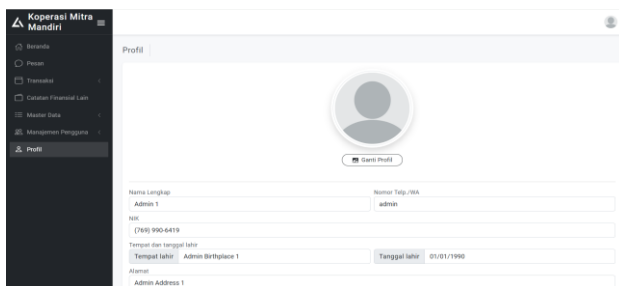 Koperasi Mitra
Mandiri
Beranda
Pesan
Transaksi
Catatan Finansial Lain
Master Data
Manajemen Pengguna
Profil
Profil
Ganti Profil
Nama Lengkap
Nomor Telp./WA
Admin 1
admin
NIK
(769) 990-6419
Tempat dan tanggal lahir
Tempat lahir Admin Birthplace 1
Tanggal lahir 01/01/1990
Alamat
Admin Address 1